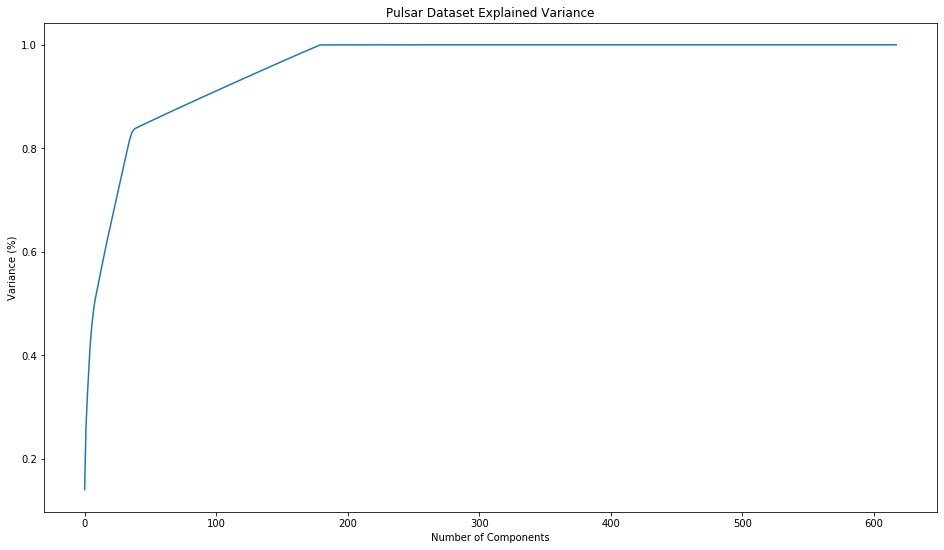 Pulsar Dataset Explained Variance
1.0
0.8
0.6
0.4
0.2
Variance (%)
0 100 200 300 400 500 600
Number of Components